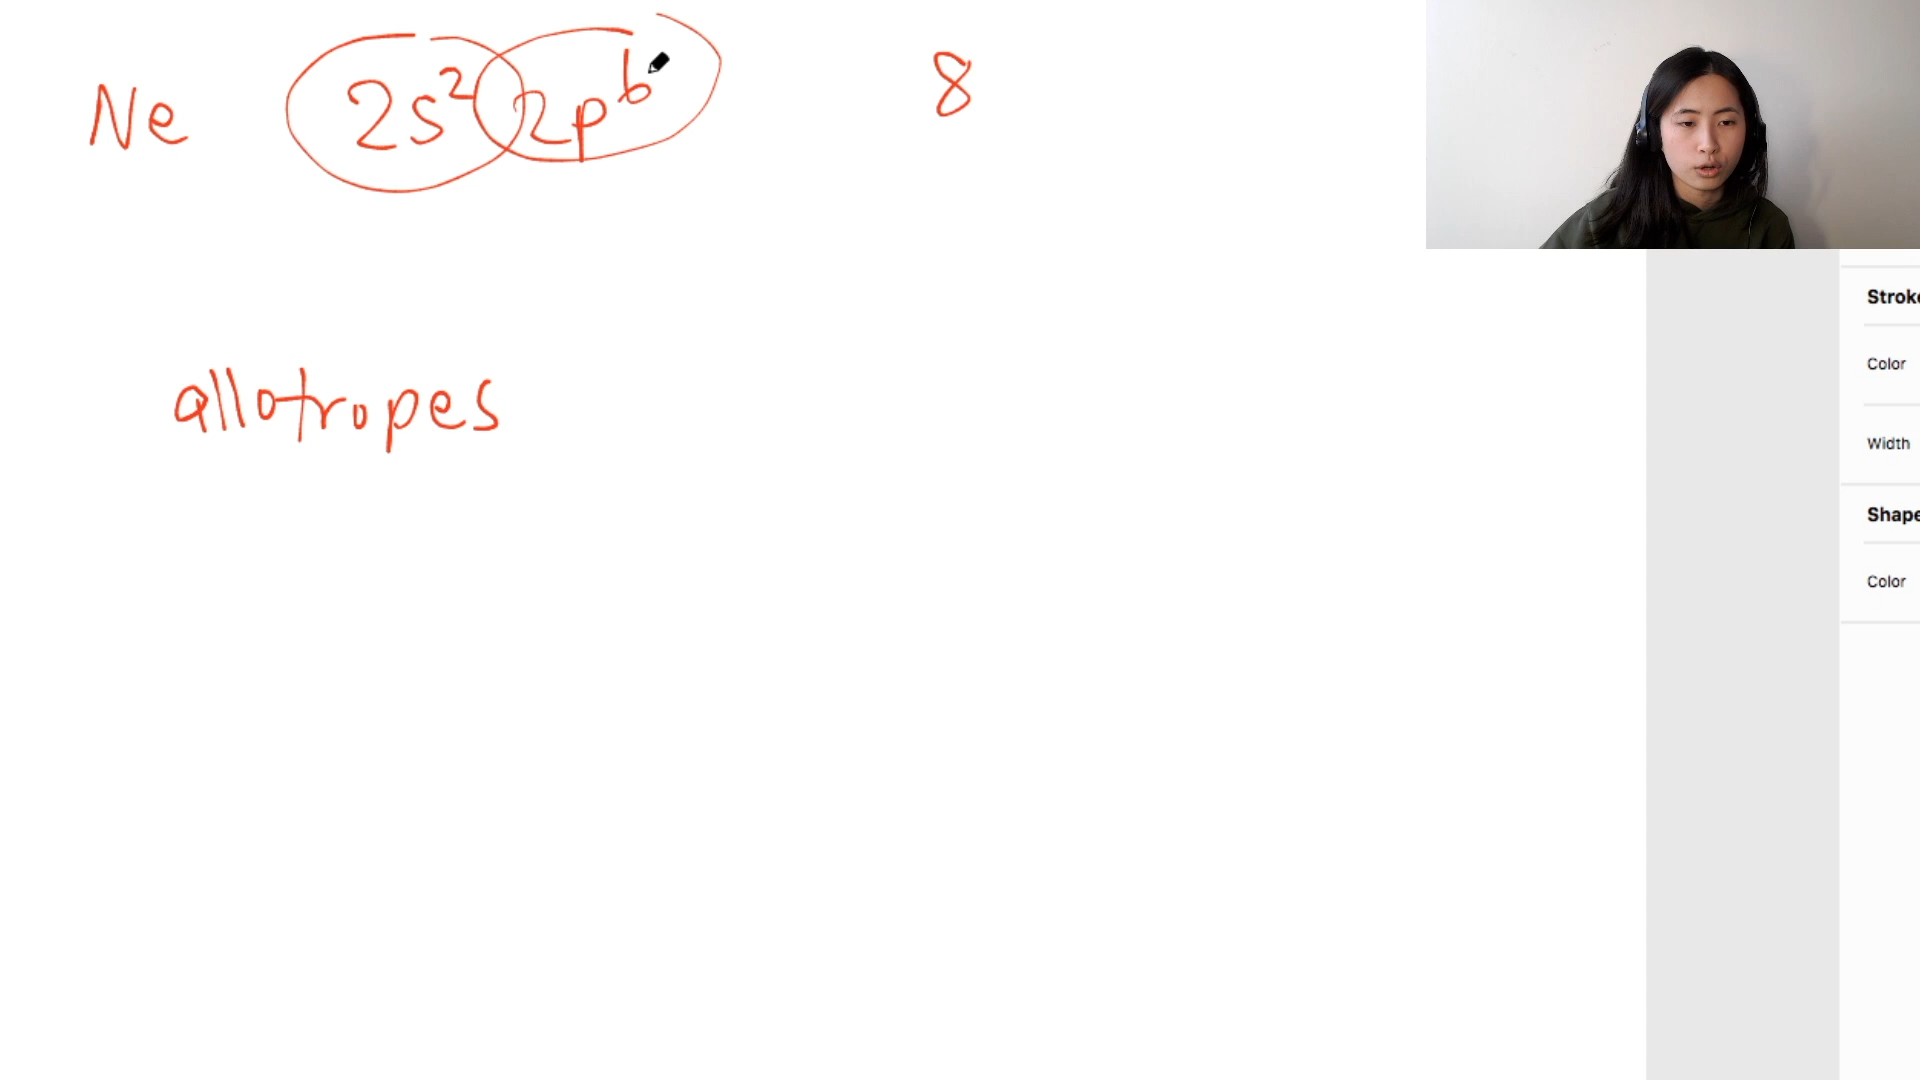 Ne 2s² 2p⁶ 8
allotropes
Stroke
Color
Width
Shape
Color